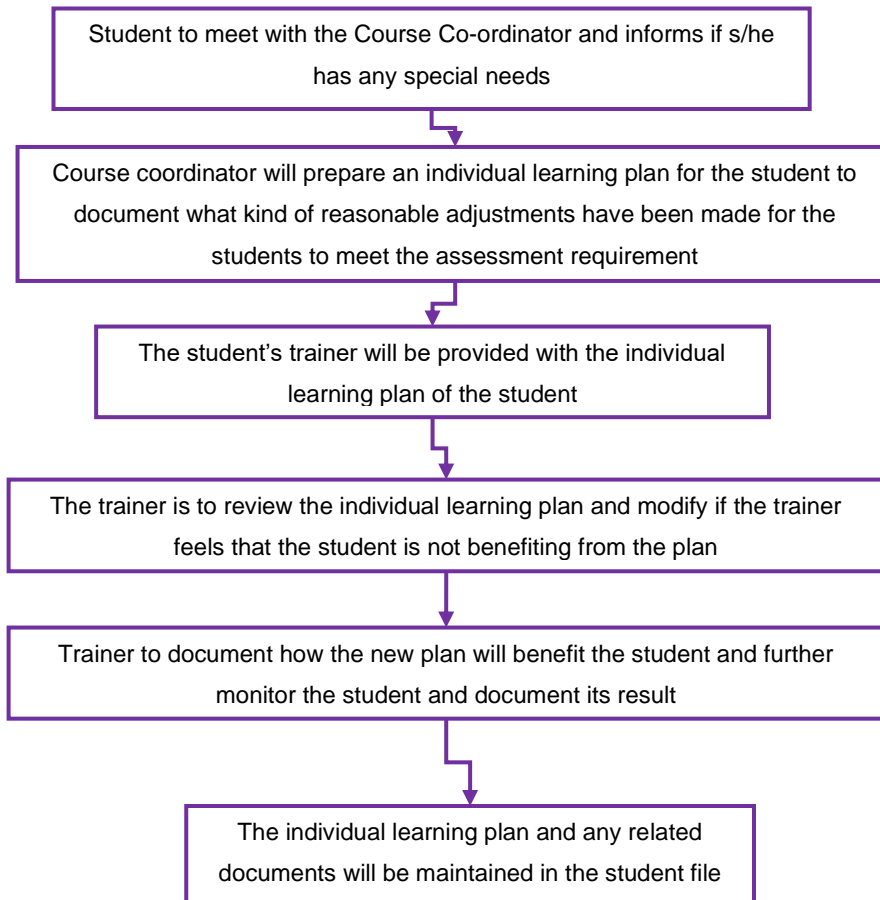 Student to meet with the Course Co-ordinator and informs if s/he
has any special needs
Course coordinator will prepare an individual learning plan for the student to
document what kind of reasonable adjustments have been made for the
students to meet the assessment requirement
The student’s trainer will be provided with the individual
learning plan of the student
The trainer is to review the individual learning plan and modify if the trainer
feels that the student is not benefiting from the plan
Trainer to document how the new plan will benefit the student and further
monitor the student and document its result
The individual learning plan and any related
documents will be maintained in the student file